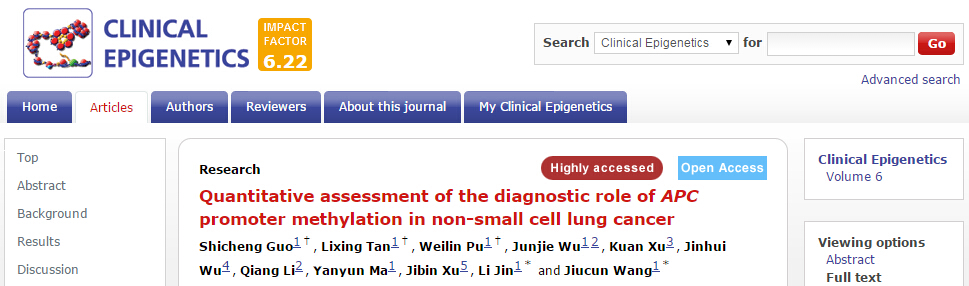 CLINICAL
EPIGENETICS
IMPACT
FACTOR
6.22
Search Clinical Epigenetics for Go
Advanced search
Home Articles Authors Reviewers About this journal My Clinical Epigenetics
Top
Abstract
Background
Results
Discussion
Research Highly accessed Open Access
Quantitative assessment of the diagnostic role of APC
promoter methylation in non-small cell lung cancer
Shicheng Guo1†, Lixing Tan1†, Weilin Pu1†, Junjie Wu12, Kuan Xu3, Jinhui
Wu4, Qiang Li2, Yanyun Ma1, Jibin Xu5, Li Jin1* and Jiucun Wang1*
Clinical Epigenetics
Volume 6
Viewing options
Abstract
Full text